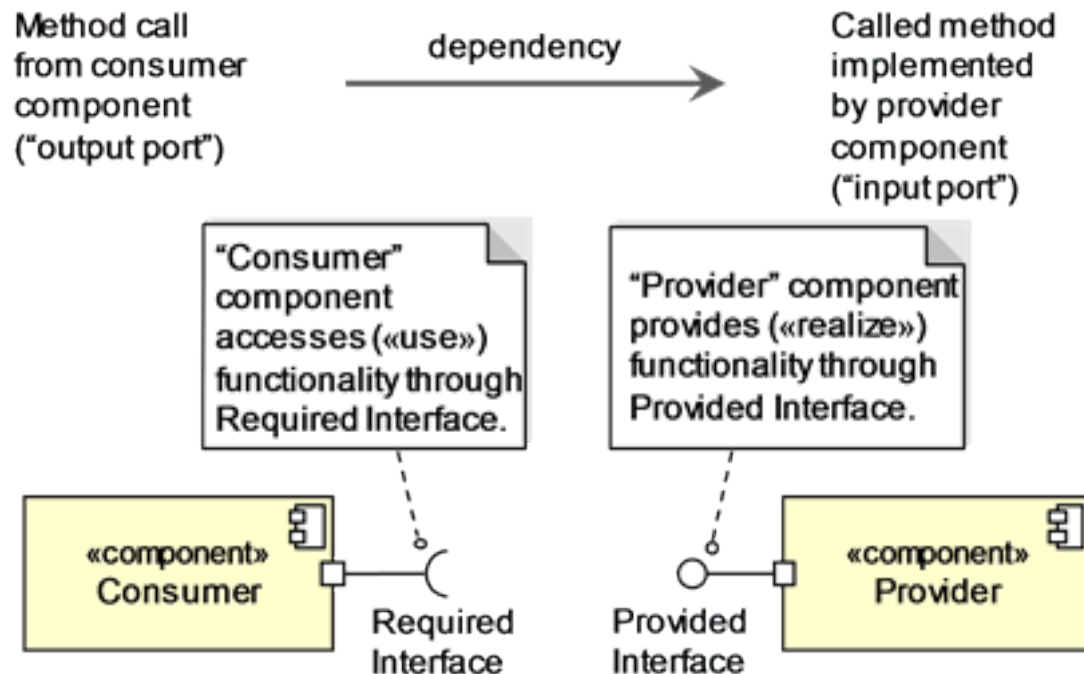 Method call
from consumer
component
(“output port”)
dependency
Called method
implemented
by provider
component
(“input port”)
“Consumer”
component
accesses («use»)
functionality through
Required Interface.
“Provider” component
provides («realize»)
functionality through
Provided Interface.
«component»
Consumer
Required
Interface
Provided
Interface
«component»
Provider